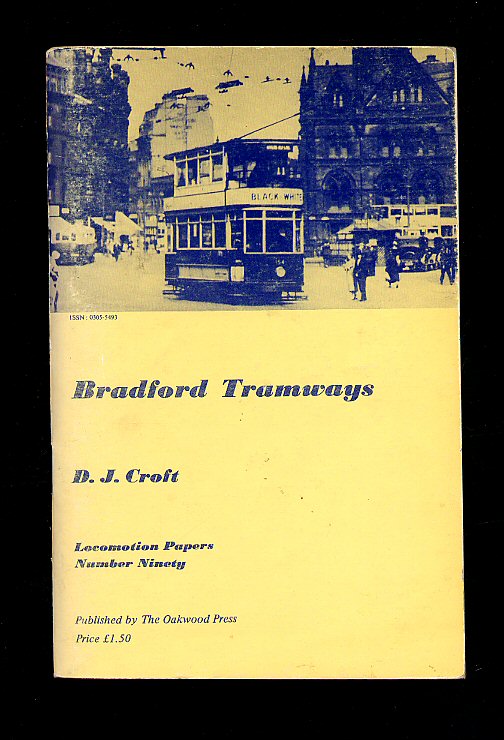 BLACK & WHITE
ISSN: 0305-5493
Bradford Tramways
D. J. Croft
Locomotion Papers
Number Ninety
Published by The Oakwood Press
Price £1.50